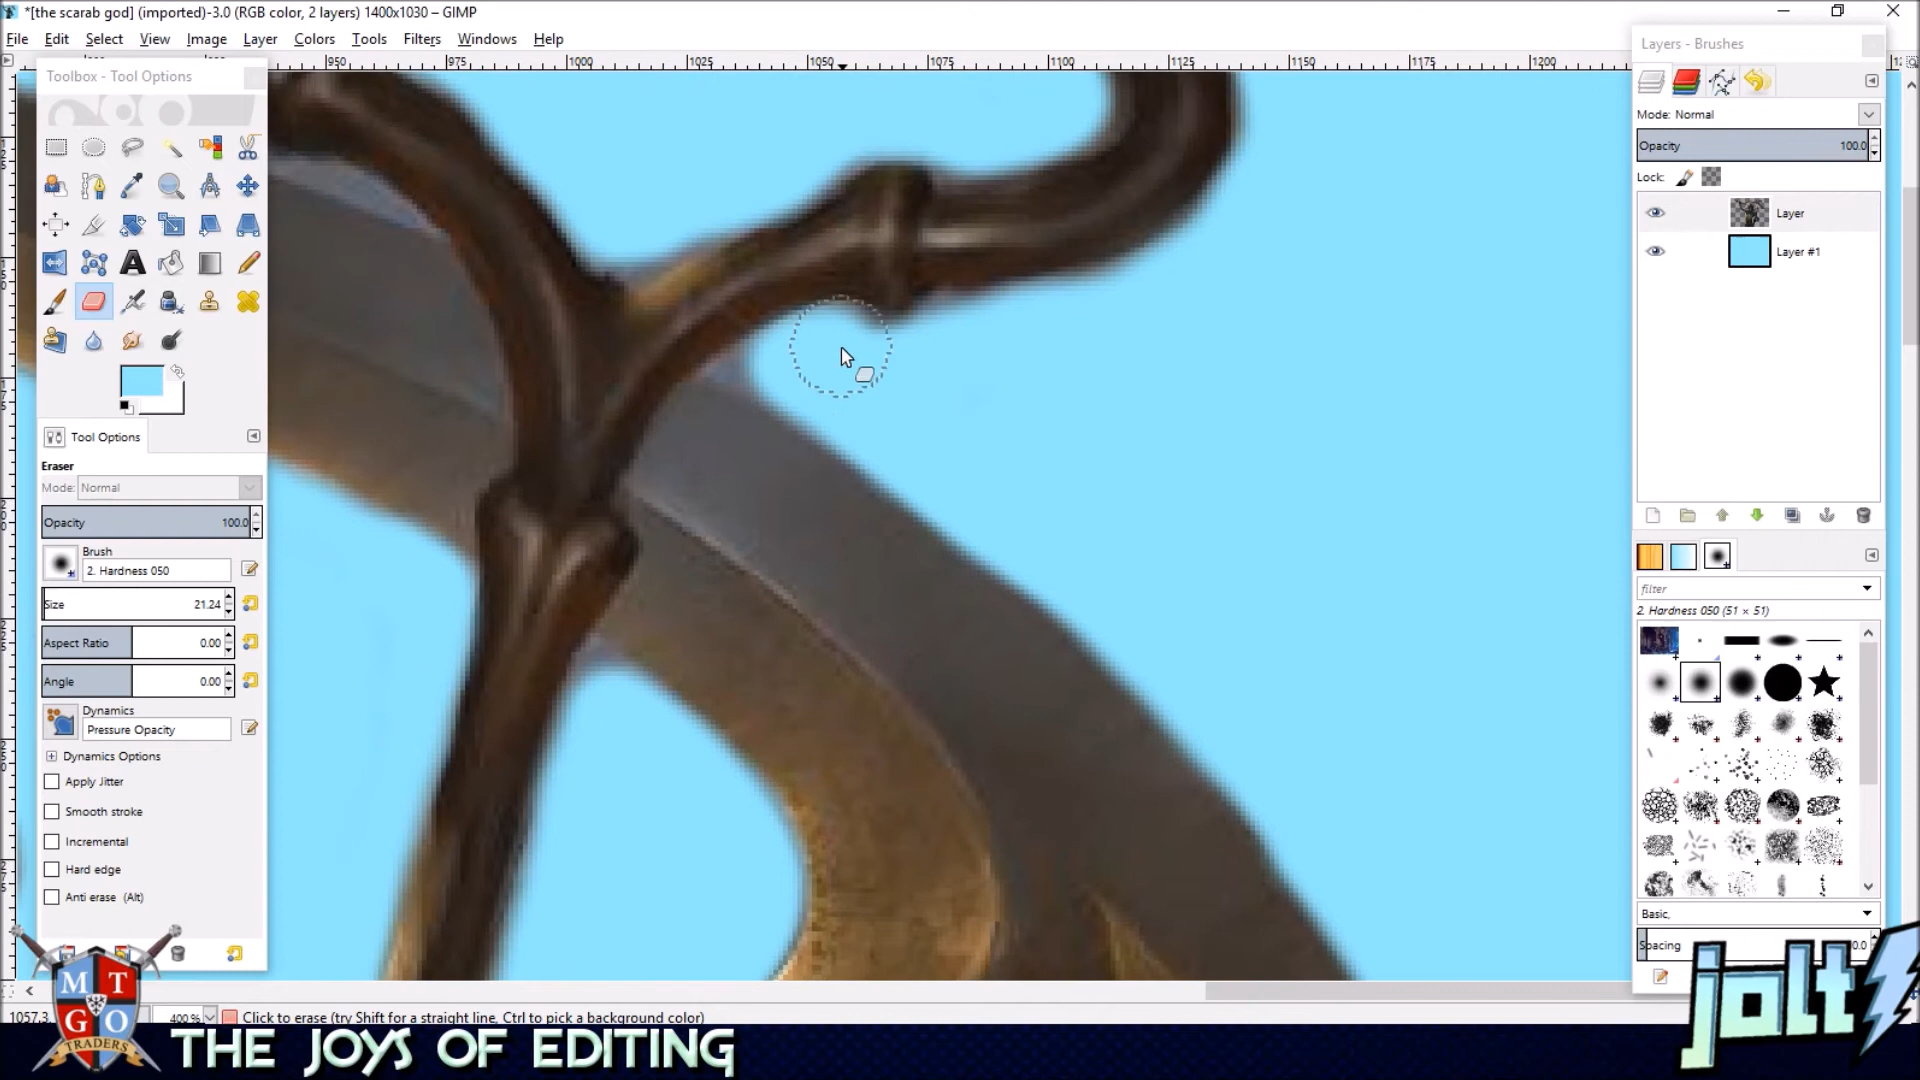 *[the scarab god] (imported)-3.0 (RGB color, 2 layers) 1400x1030 – GIMP
File Edit Select View Image Layer Colors Tools Filters Windows Help
950 975 1000 1025 1050 1075 1100 1125 1150 1175 1200
Toolbox - Tool Options
Tool Options
Eraser
Mode: Normal
Opacity 100.0
Brush
2. Hardness 050
Size 21.24
Aspect Ratio 0.00
Angle 0.00
Dynamics
Pressure Opacity
Dynamics Options
Apply Jitter
Smooth stroke
Incremental
Hard edge
Anti erase (Alt)
Layers - Brushes
Mode: Normal
Opacity 100.0
Lock:
Layer
Layer #1
filter
2. Hardness 050 (51 × 51)
Basic,
Spacing
1057,3
400 %
Click to erase (try Shift for a straight line, Ctrl to pick a background color)
M T
G O
TRADERS
THE JOYS OF EDITING
jolt